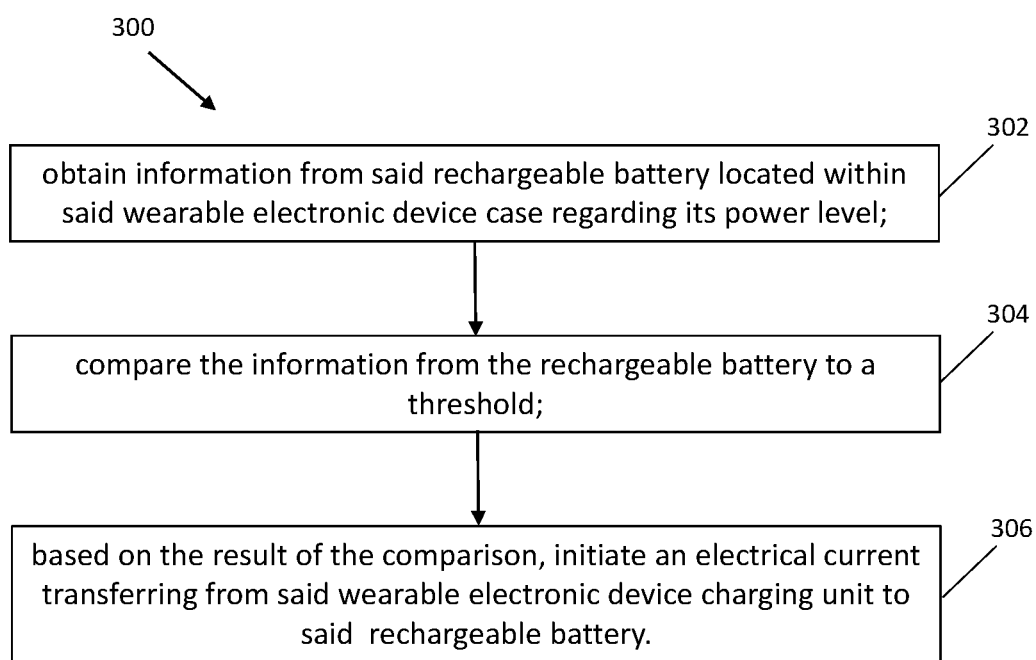 300
302
obtain information from said rechargeable battery located within
said wearable electronic device case regarding its power level;
304
compare the information from the rechargeable battery to a
threshold;
306
based on the result of the comparison, initiate an electrical current
transferring from said wearable electronic device charging unit to
said rechargeable battery.